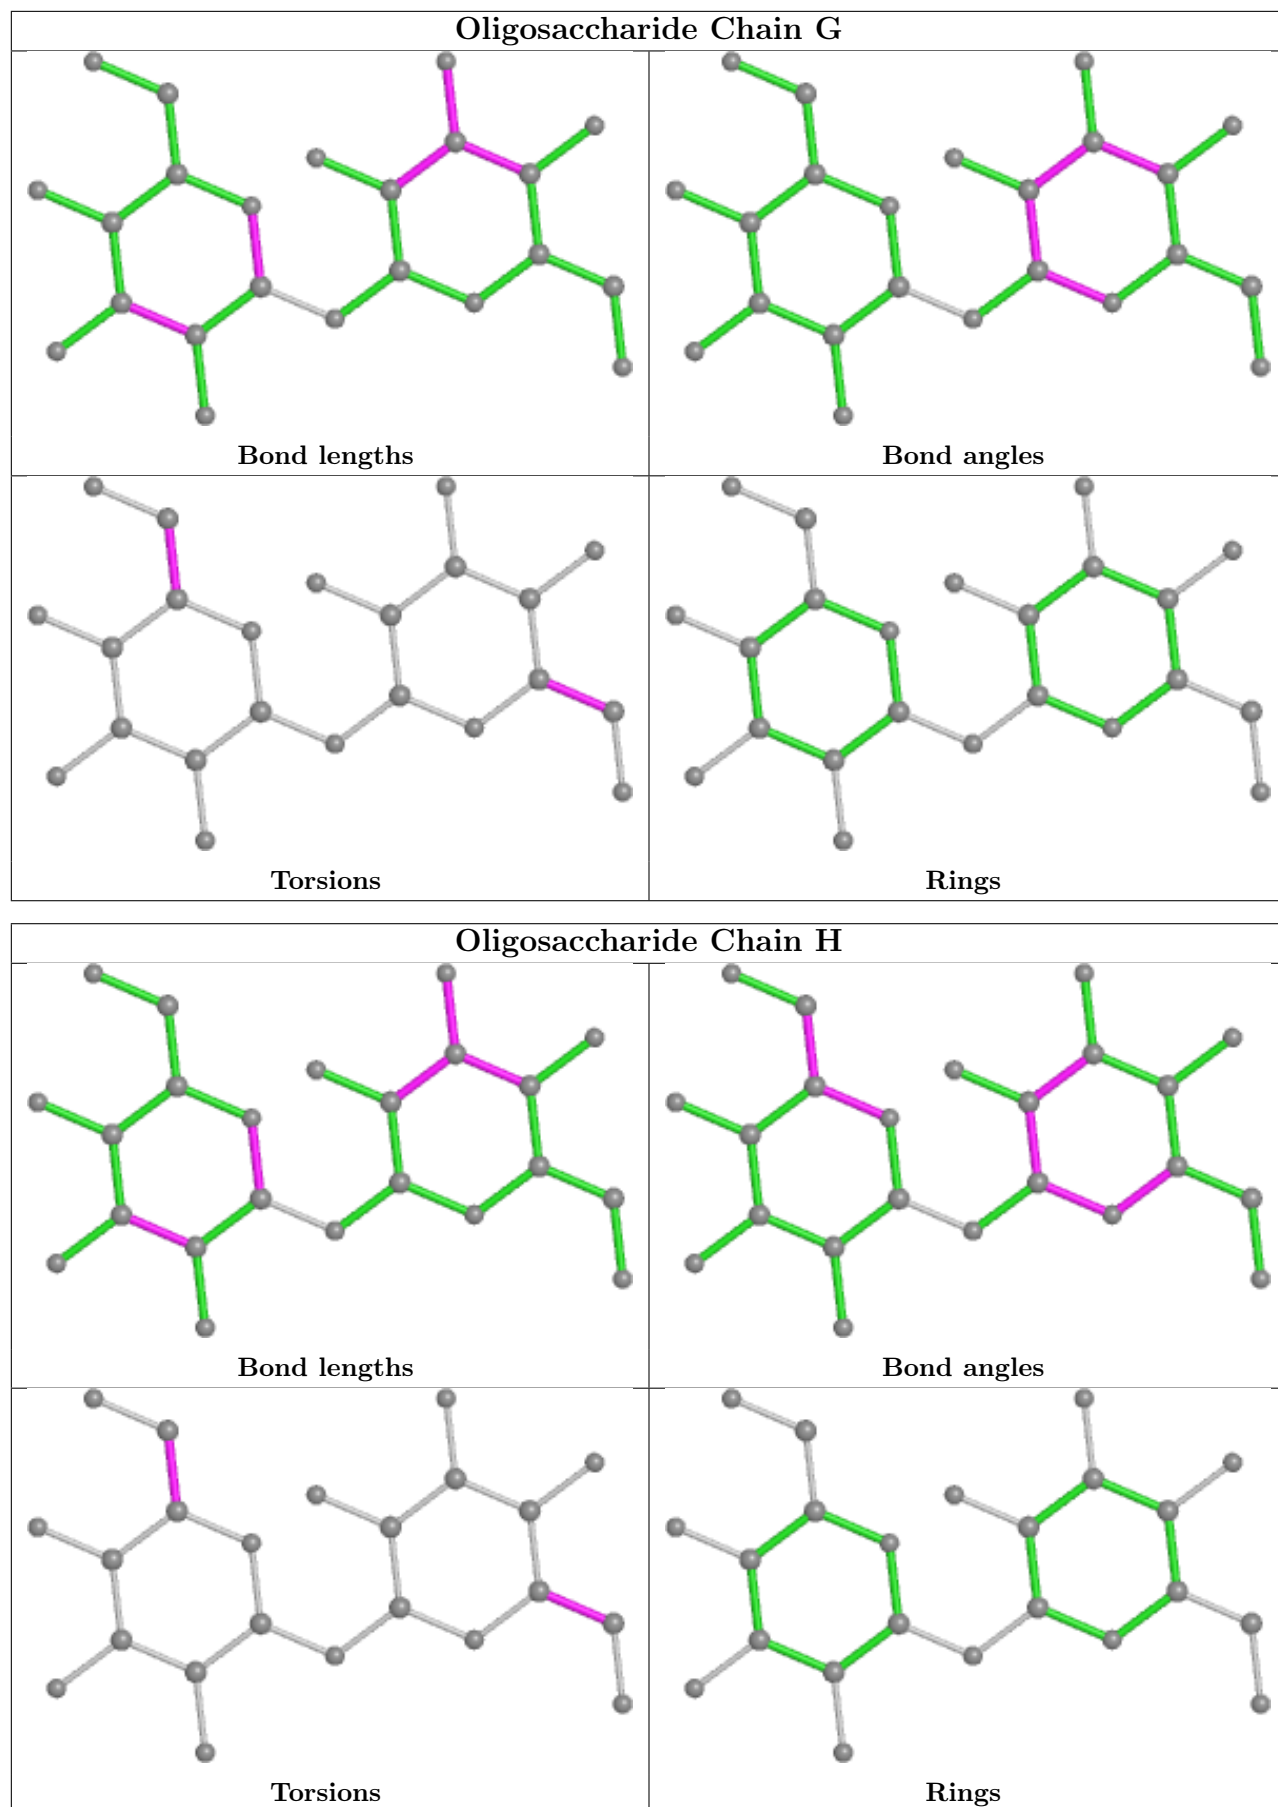 Oligosaccharide Chain G
Bond lengths
Bond angles
Torsions
Rings
Oligosaccharide Chain H
Bond lengths
Bond angles
Torsions
Rings